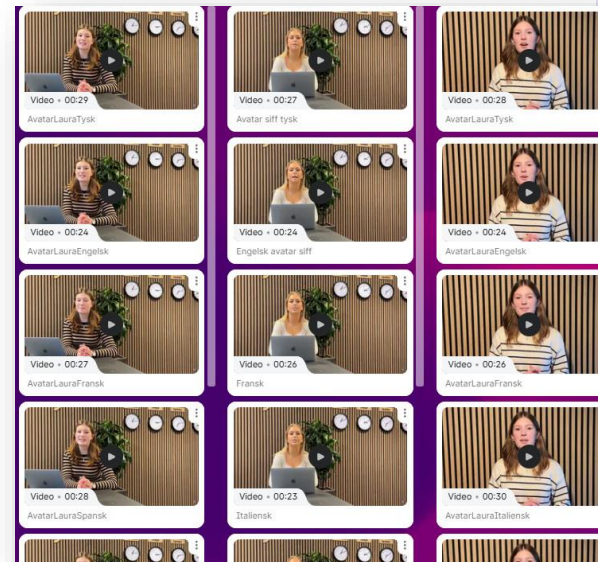 Video • 00:29
AvatarLauraTysk
Video • 00:27
Avatar siff tysk
Video • 00:28
AvatarLauraTysk
Video • 00:24
AvatarLauraEngelsk
Video • 00:24
Engelsk avatar siff
Video • 00:24
AvatarLauraEngelsk
Video • 00:27
AvatarLauraFransk
Video • 00:26
Fransk
Video • 00:26
AvatarLauraFransk
Video • 00:28
AvatarLauraSpansk
Video • 00:23
Italiensk
Video • 00:30
AvatarLauraItaliensk